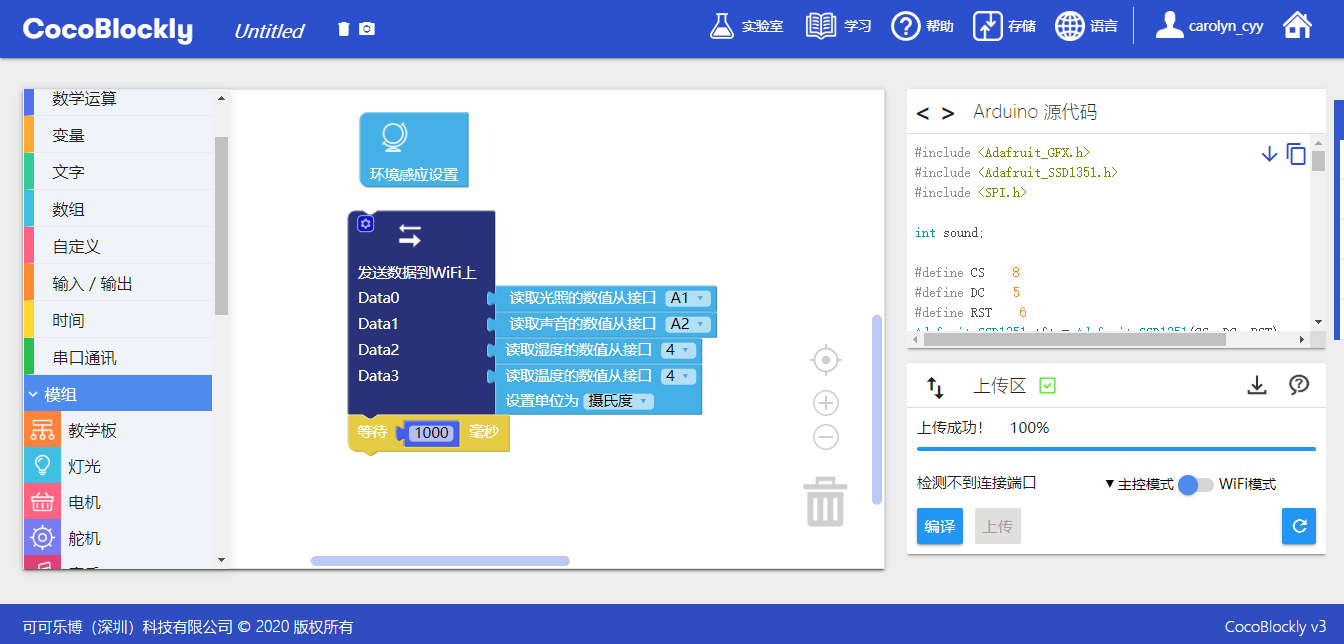 CocoBlockly Untitled 实验室 学习 帮助 存储 语言 carolyn_cyy
数学运算
变量
文字
数组
自定义
输入 / 输出
时间
串口通讯
模组
教学板
灯光
电机
舵机
环境感应设置
发送数据到WiFi上
Data0 读取光照的数值从接口 A1
Data1 读取声音的数值从接口 A2
Data2 读取湿度的数值从接口 4
Data3 读取温度的数值从接口 4
设置单位为 摄氏度
等待 1000 毫秒
< > Arduino 源代码
#include <Adafruit_GFX.h>
#include <Adafruit_SSD1351.h>
#include <SPI.h>
int sound;
#define CS 8
#define DC 5
#define RST 6
上传区
上传成功! 100%
检测不到连接端口 主控模式 WiFi模式
编译 上传
可可乐博（深圳）科技有限公司 © 2020 版权所有
CocoBlockly v3